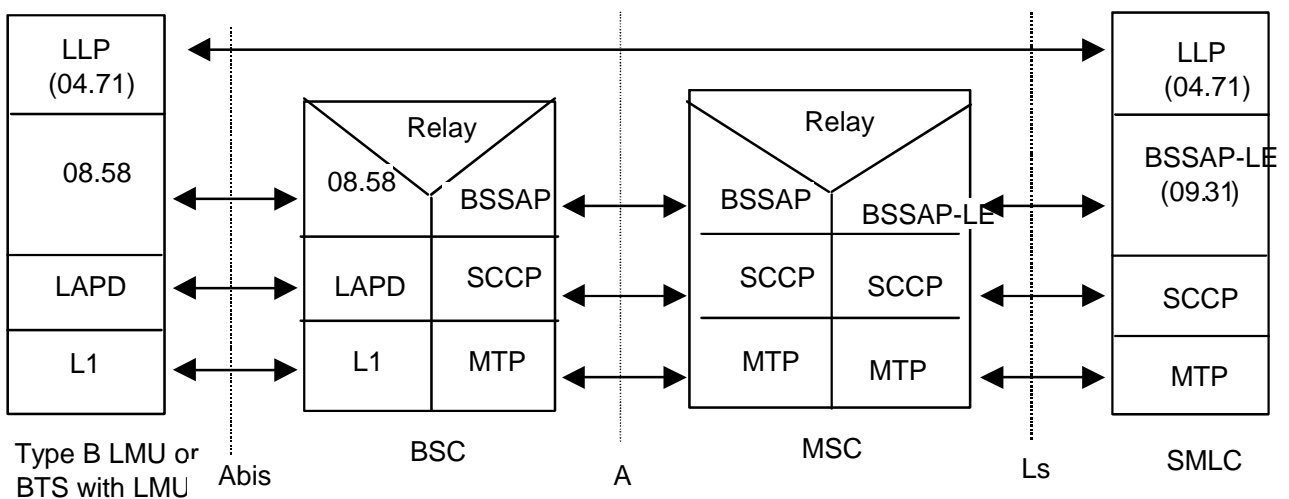 LLP
(04.71)
08.58
LAPD
L1
Type B LMU or
BTS with LMU
Abis
Relay
08.58
BSSAP
LAPD
SCCP
L1
MTP
BSC
A
Relay
BSSAP
BSSAP-LE
SCCP
SCCP
MTP
MTP
MSC
Ls
LLP
(04.71)
BSSAP-LE
(09.31)
SCCP
MTP
SMLC